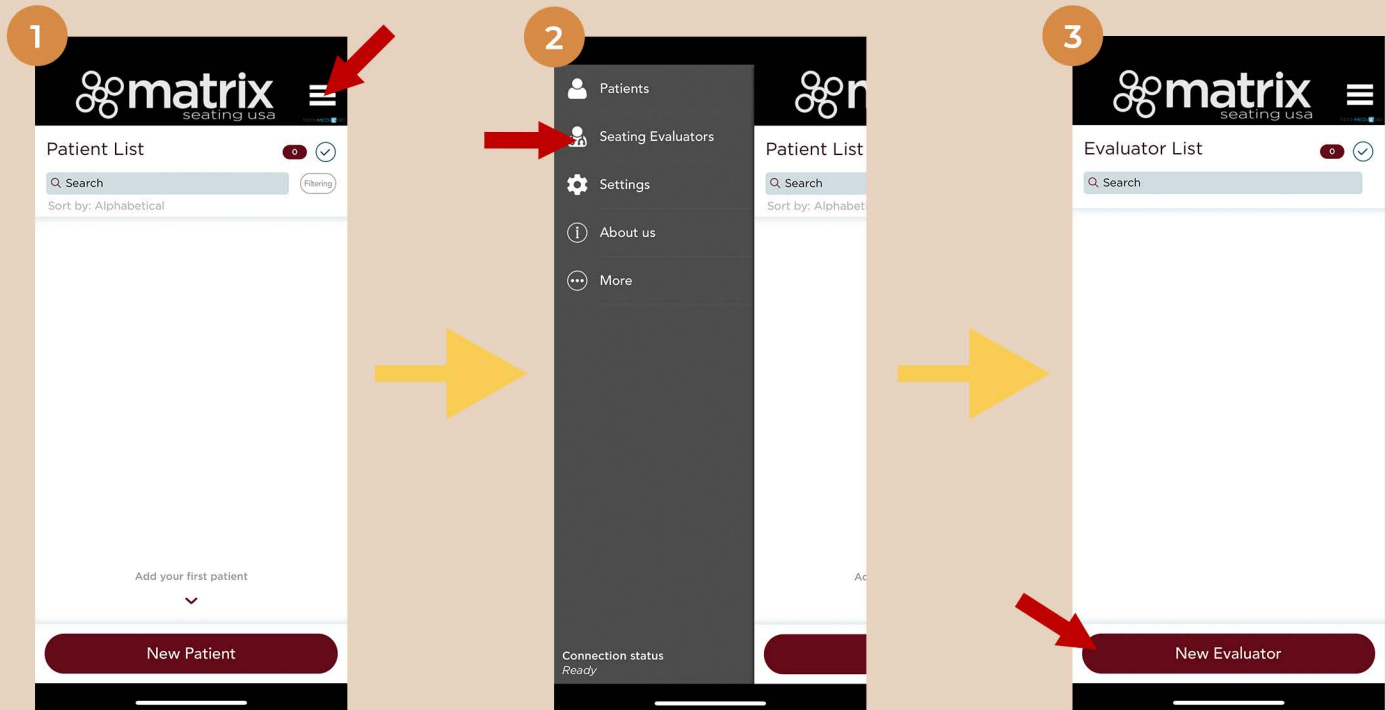 1
matrix
seating usa
Patient List
0
Search
Filtering
Sort by: Alphabetical
Add your first patient
New Patient
2
Patients
Seating Evaluators
Settings
About us
More
Connection status
Ready
Patient List
Search
Sort by: Alphabet
3
matrix
seating usa
Evaluator List
0
Search
New Evaluator